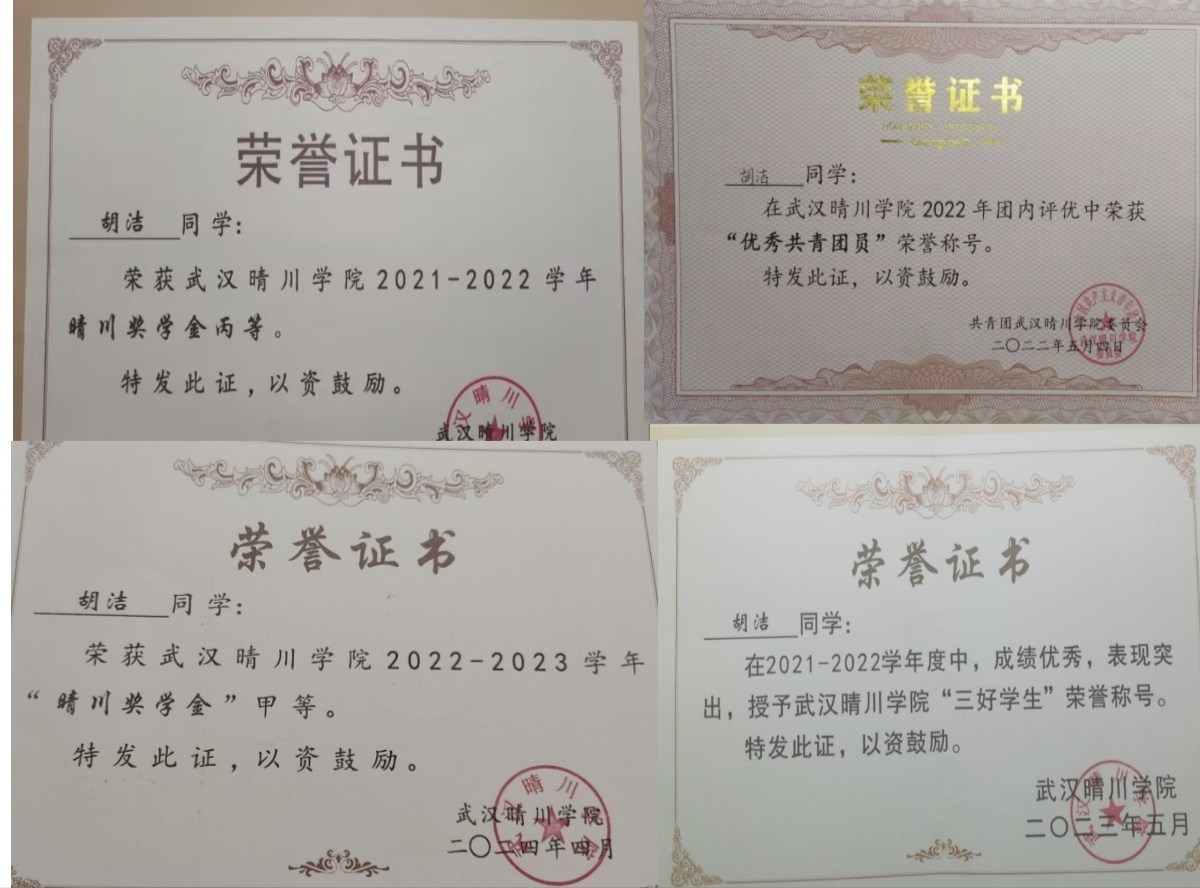 荣誉证书
胡洁 同学：
荣获武汉晴川学院2021-2022学年
晴川奖学金丙等。
特发此证，以资鼓励。
武汉晴川学院
荣誉证书
胡洁 同学：
在武汉晴川学院2022年团内评优中荣获
“优秀共青团员”荣誉称号。
特发此证，以资鼓励。
共青团武汉晴川学院委员会
二〇二二年五月四日
荣誉证书
胡洁 同学：
荣获武汉晴川学院2022-2023学年
“晴川奖学金”甲等。
特发此证，以资鼓励。
武汉晴川学院
二〇二四年四月
荣誉证书
胡洁 同学：
在2021-2022学年度中，成绩优秀，表现突
出，授予武汉晴川学院“三好学生”荣誉称号。
特发此证，以资鼓励。
武汉晴川学院
二〇二三年五月